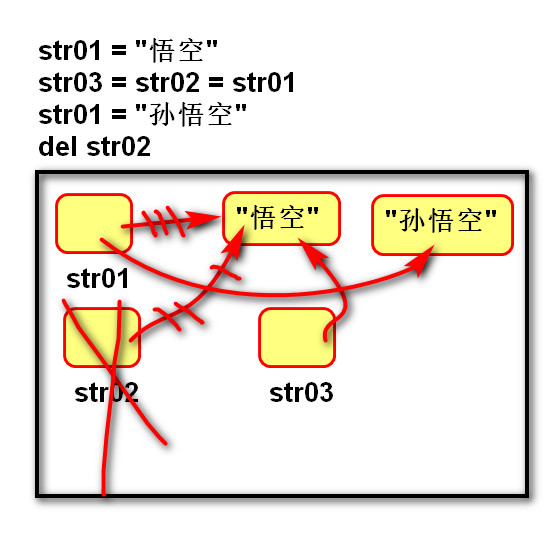 str01 = "悟空"
str03 = str02 = str01
str01 = "孙悟空"
del str02
"悟空" "孙悟空"
str01
str02 str03